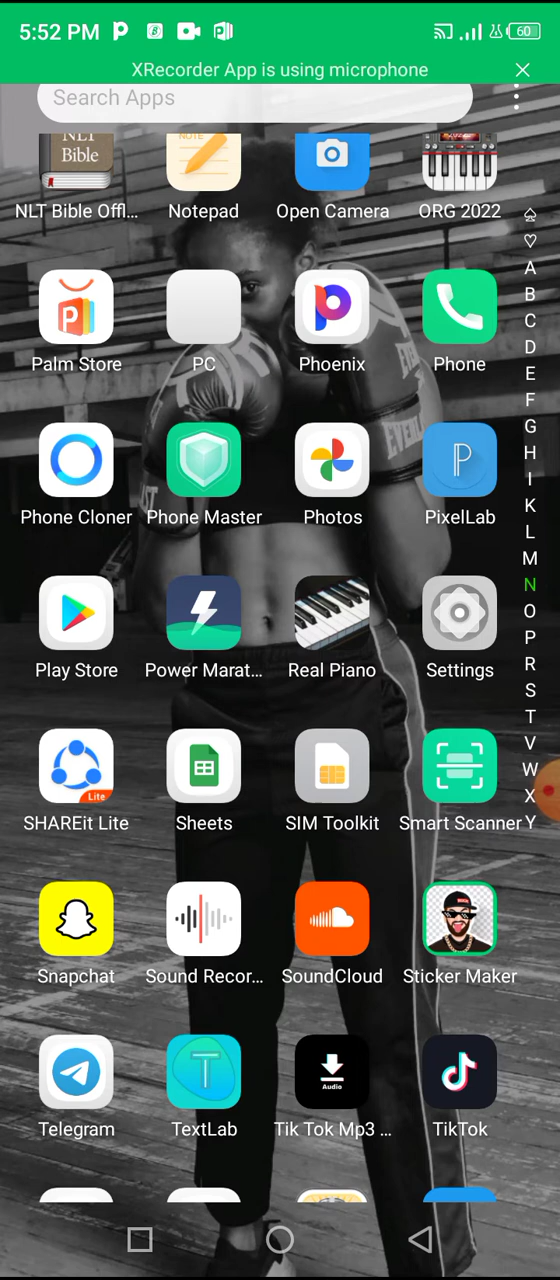 5:52 PM
60
XRecorder App is using microphone
Search Apps
NLT
Bible
NOTE
NLT Bible Offl... Notepad Open Camera ORG 2022
Palm Store PC Phoenix Phone
Phone Cloner Phone Master Photos PixelLab
Play Store Power Marat... Real Piano Settings
Lite
SHAREit Lite Sheets SIM Toolkit Smart Scanner
Snapchat Sound Recor... SoundCloud Sticker Maker
Audio
Telegram TextLab Tik Tok Mp3 ... TikTok
A
B
C
D
E
F
G
H
I
K
L
M
N
O
P
R
S
T
V
W
X
Y